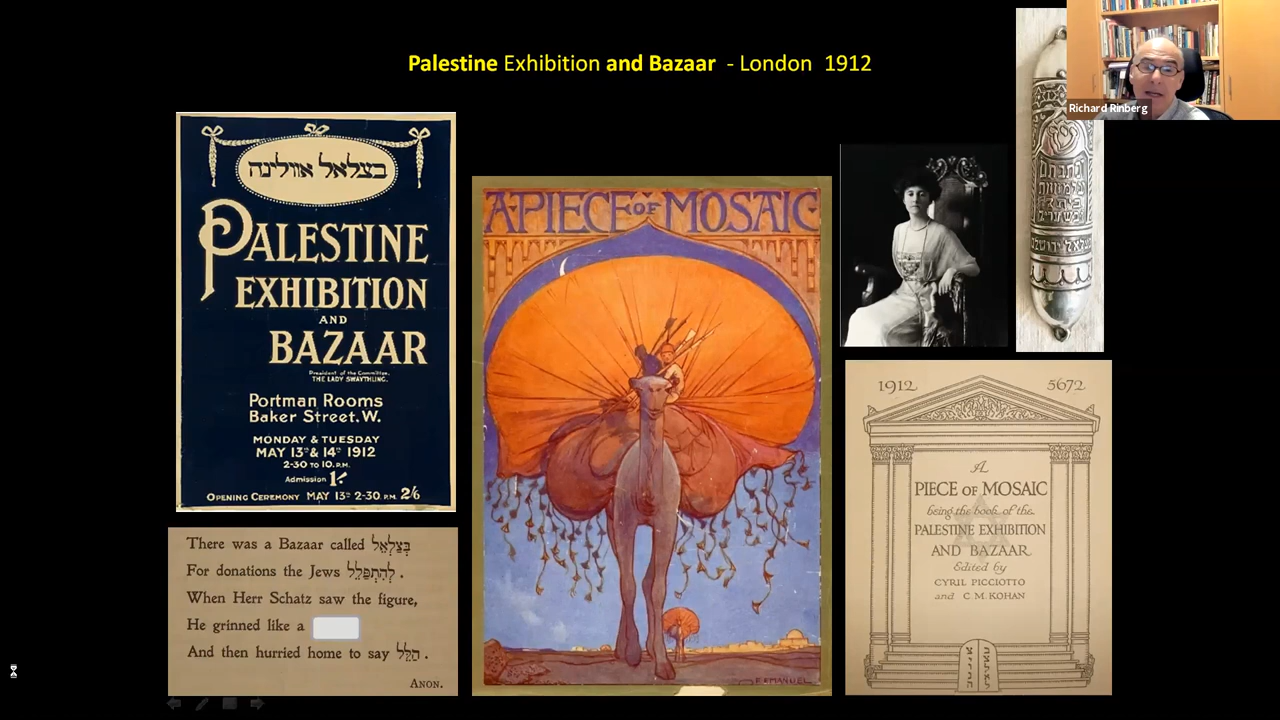 Palestine Exhibition and Bazaar - London 1912
Richard Rinberg
בצלאל אוילינה
PALESTINE
EXHIBITION
AND
BAZAAR
President of the Committee,
THE LADY SWAYTHLING.
Portman Rooms
Baker Street. W.
MONDAY & TUESDAY
MAY 13TH & 14TH 1912
2-30 TO 10. P.M.
Admission 1/-
OPENING CEREMONY MAY 13TH 2-30 P.M. 2/6
There was a Bazaar called בְּצַלְאֵל
For donations the Jews לְהִתְפַּלֵּל.
When Herr Schatz saw the figure,
He grinned like a
And then hurried home to say הַלֵּל.
ANON.
A·PIECE OF MOSAIC
1912 5672
A
PIECE OF MOSAIC
being the book of the
PALESTINE EXHIBITION
AND BAZAAR
Edited by
CYRIL PICCIOTTO
and C M. KOHAN